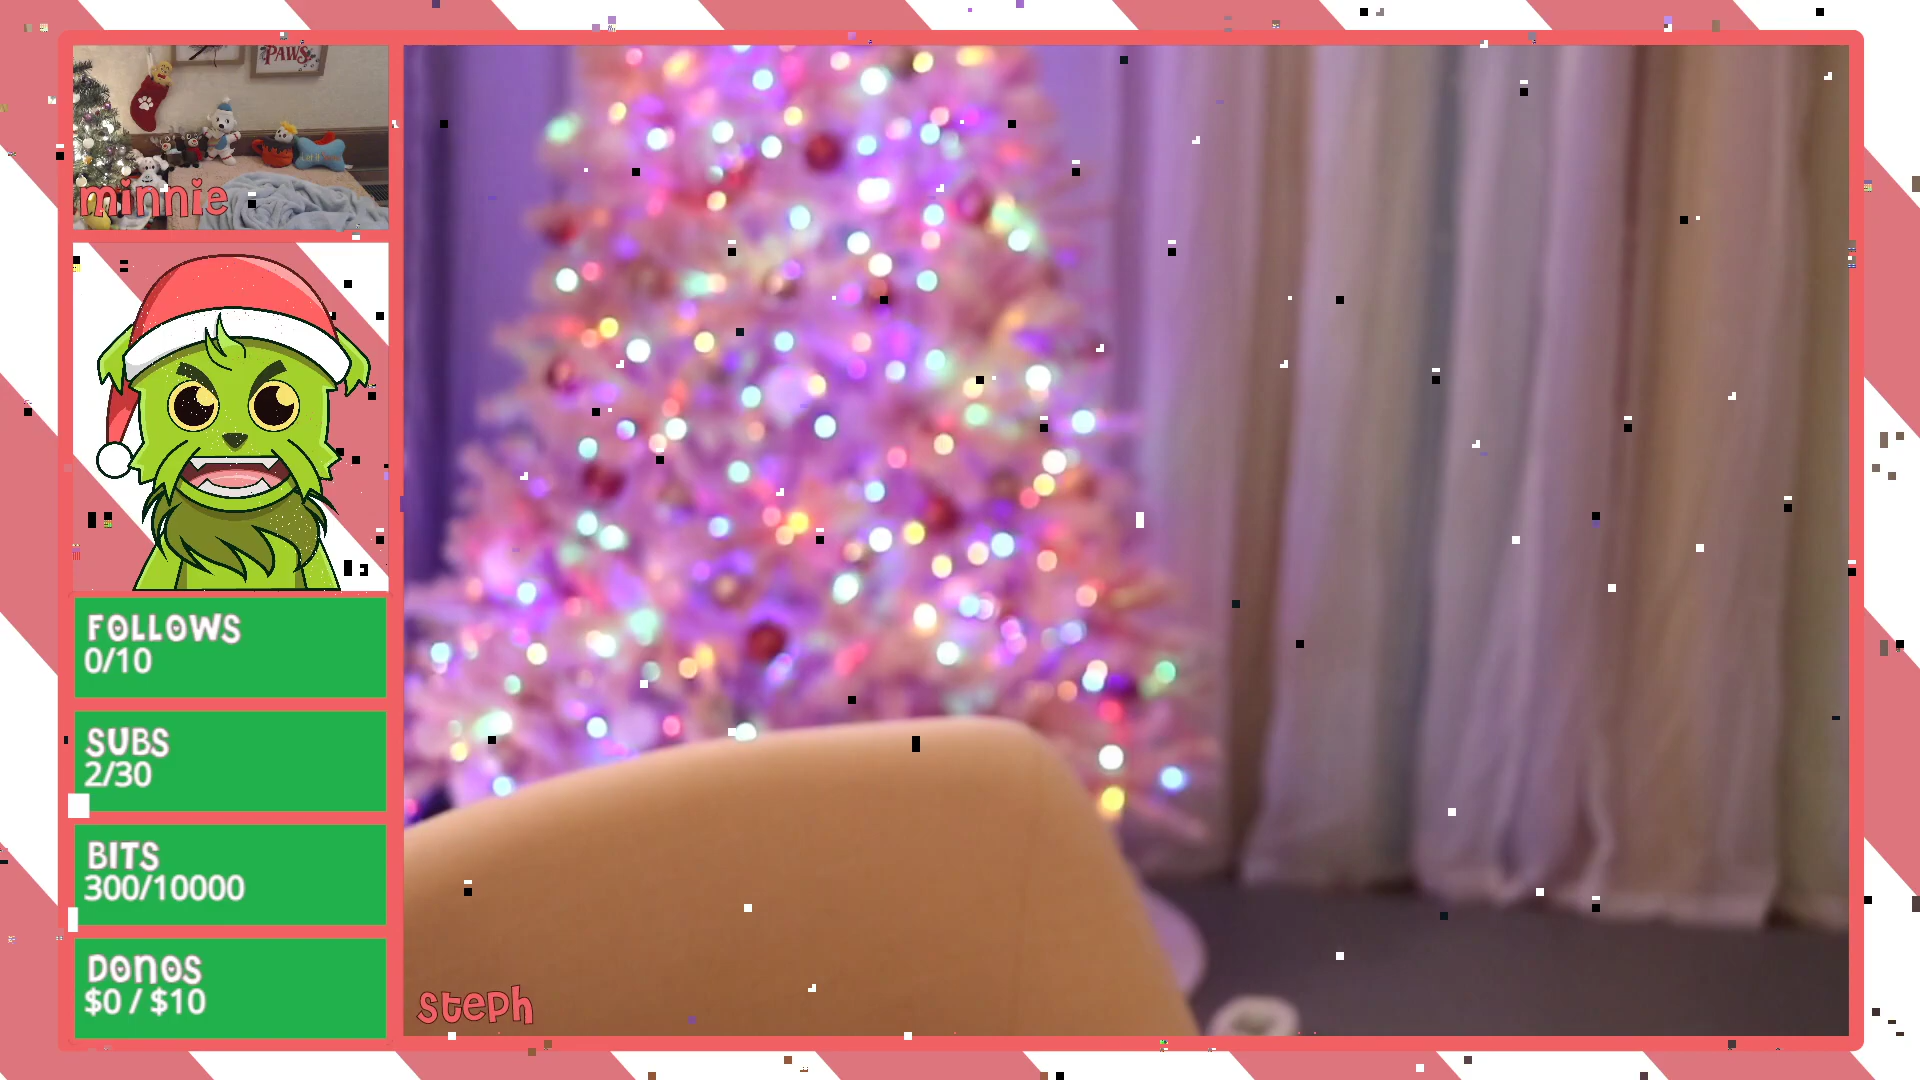 PAWS
minnie
FOLLOWS
0/10
SUBS
2/30
BITS
300/10000
DONOS
$0 / $10
steph